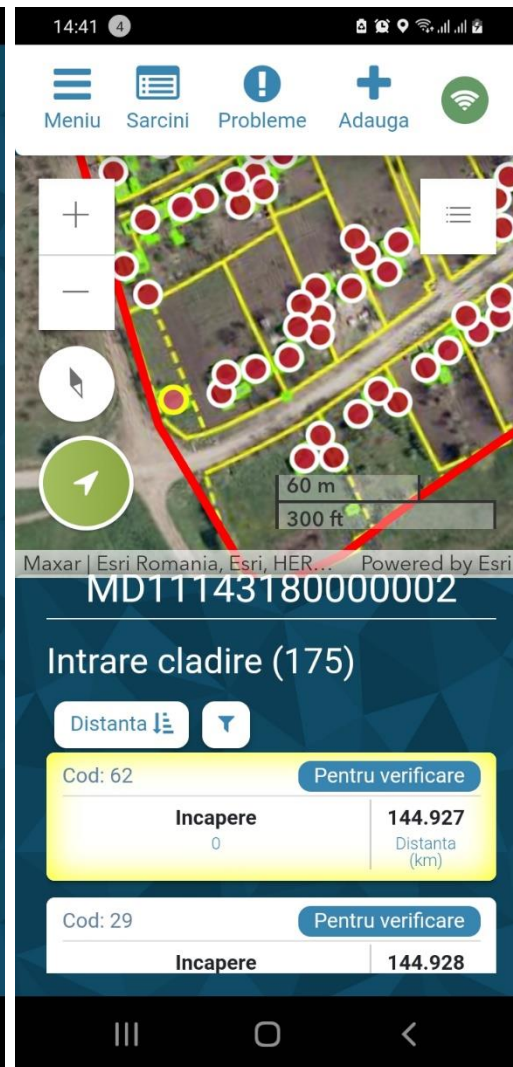 14:41 4
Meniu Sarcini Probleme Adauga
60 m
300 ft
Maxar | Esri Romania, Esri, HER... Powered by Esri
MD11143180000002
Intrare cladire (175)
Distanta
Cod: 62 Pentru verificare
Incapere 144.927
0 Distanta
(km)
Cod: 29 Pentru verificare
Incapere 144.928